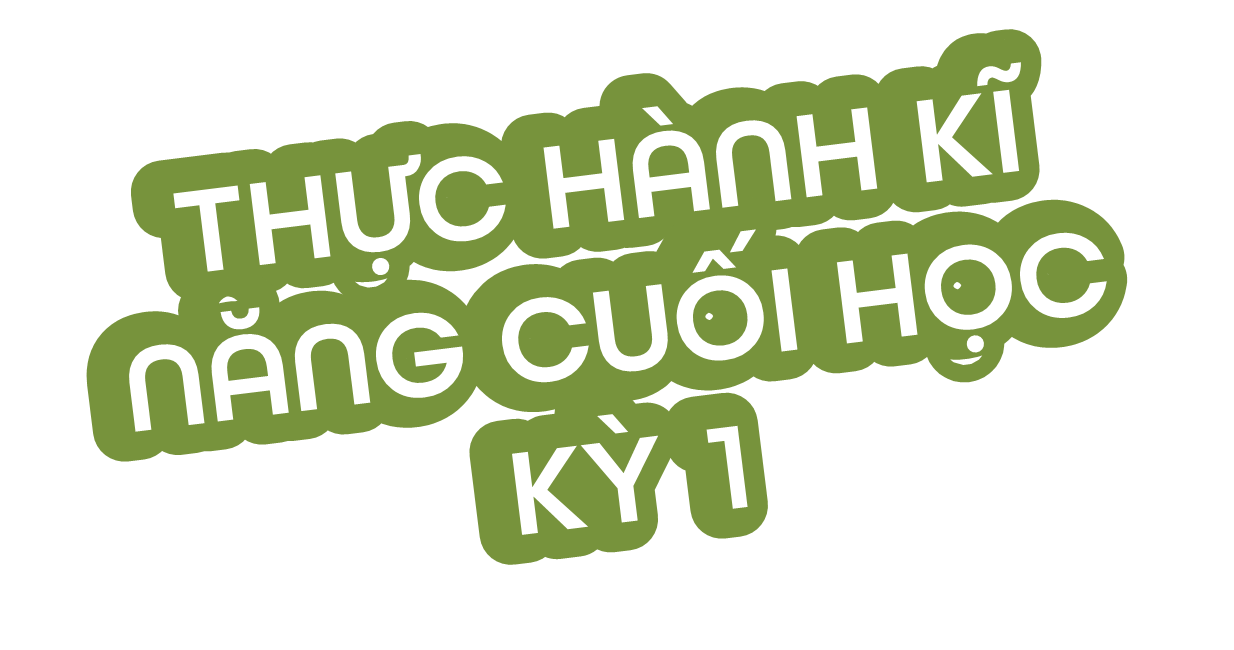 THỰC HÀNH KĨ
NĂNG CUỐI HỌC
KỲ 1